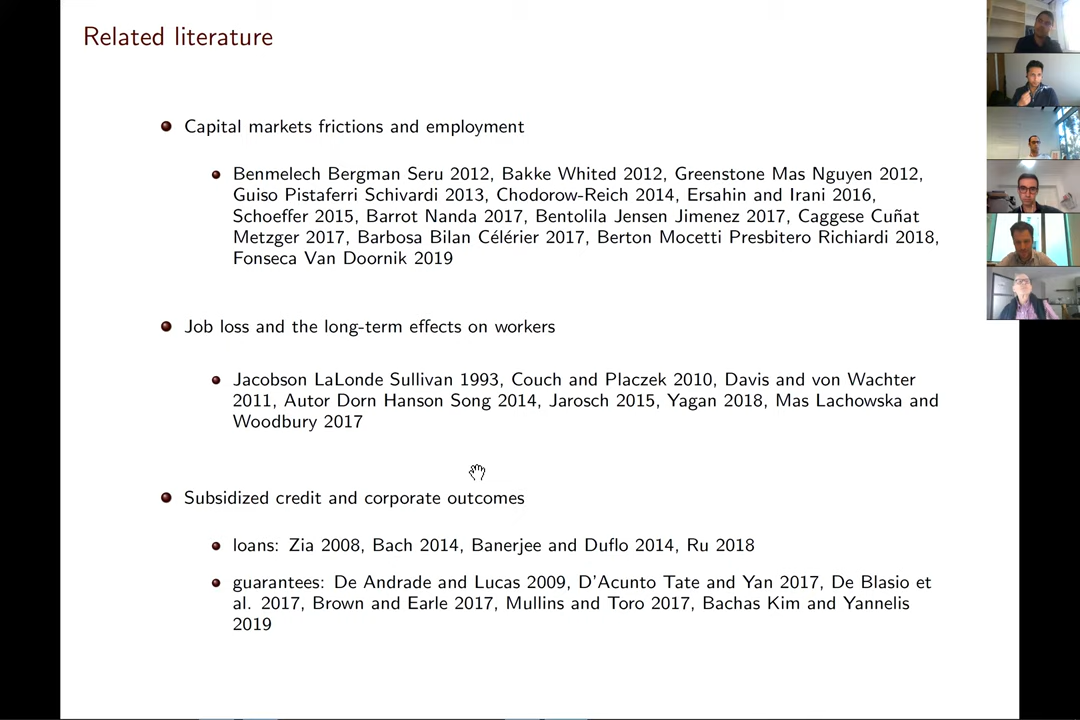 Related literature
Capital markets frictions and employment
Benmelech Bergman Seru 2012, Bakke Whited 2012, Greenstone Mas Nguyen 2012,
Guiso Pistaferri Schivardi 2013, Chodorow-Reich 2014, Ersahin and Irani 2016,
Schoeffer 2015, Barrot Nanda 2017, Bentolila Jensen Jimenez 2017, Caggese Cuñat
Metzger 2017, Barbosa Bilan Célérier 2017, Berton Mocetti Presbitero Richiardi 2018,
Fonseca Van Doornik 2019
Job loss and the long-term effects on workers
Jacobson LaLonde Sullivan 1993, Couch and Placzek 2010, Davis and von Wachter
2011, Autor Dorn Hanson Song 2014, Jarosch 2015, Yagan 2018, Mas Lachowska and
Woodbury 2017
Subsidized credit and corporate outcomes
loans: Zia 2008, Bach 2014, Banerjee and Duflo 2014, Ru 2018
guarantees: De Andrade and Lucas 2009, D'Acunto Tate and Yan 2017, De Blasio et
al. 2017, Brown and Earle 2017, Mullins and Toro 2017, Bachas Kim and Yannelis
2019